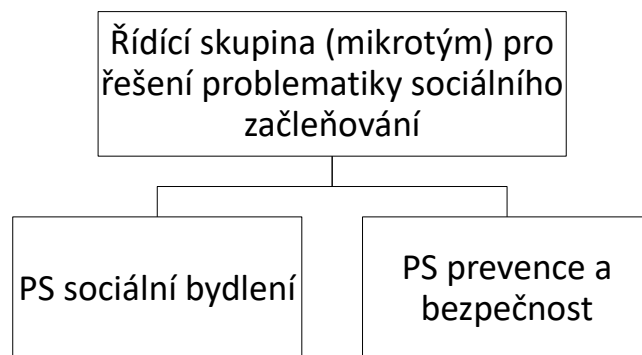 Řídící skupina (mikrotým) pro
řešení problematiky sociálního
začleňování
PS sociální bydlení
PS prevence a
bezpečnost